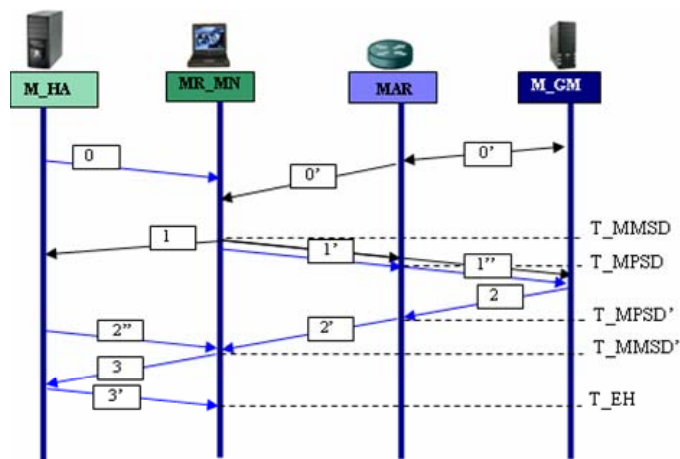 M_HA
MR_MN
MAR
M_GM
0
0'
0'
1
T_MMSD
1'
1''
T_MPSD
2
2''
2'
T_MPSD'
T_MMSD'
3
3'
T_EH